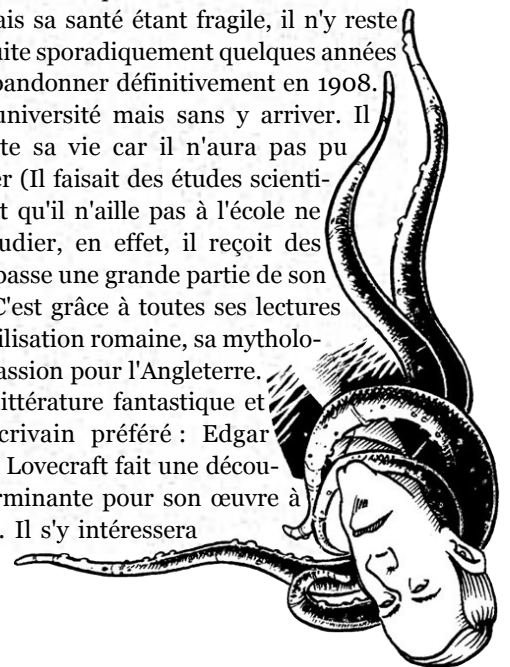 ais sa santé étant fragile, il n'y reste
uite sporadiquement quelques années
bandonner définitivement en 1908.
université mais sans y arriver. Il
te sa vie car il n'aura pas pu
er (Il faisait des études scienti-
t qu'il n'aille pas à l'école ne
udier, en effet, il reçoit des
passe une grande partie de son
C'est grâce à toutes ses lectures
ilisation romaine, sa mytholo-
assion pour l'Angleterre.
ittérature fantastique et
crivain préféré : Edgar
Lovecraft fait une décou-
rminante pour son œuvre à
. Il s'y intéressera